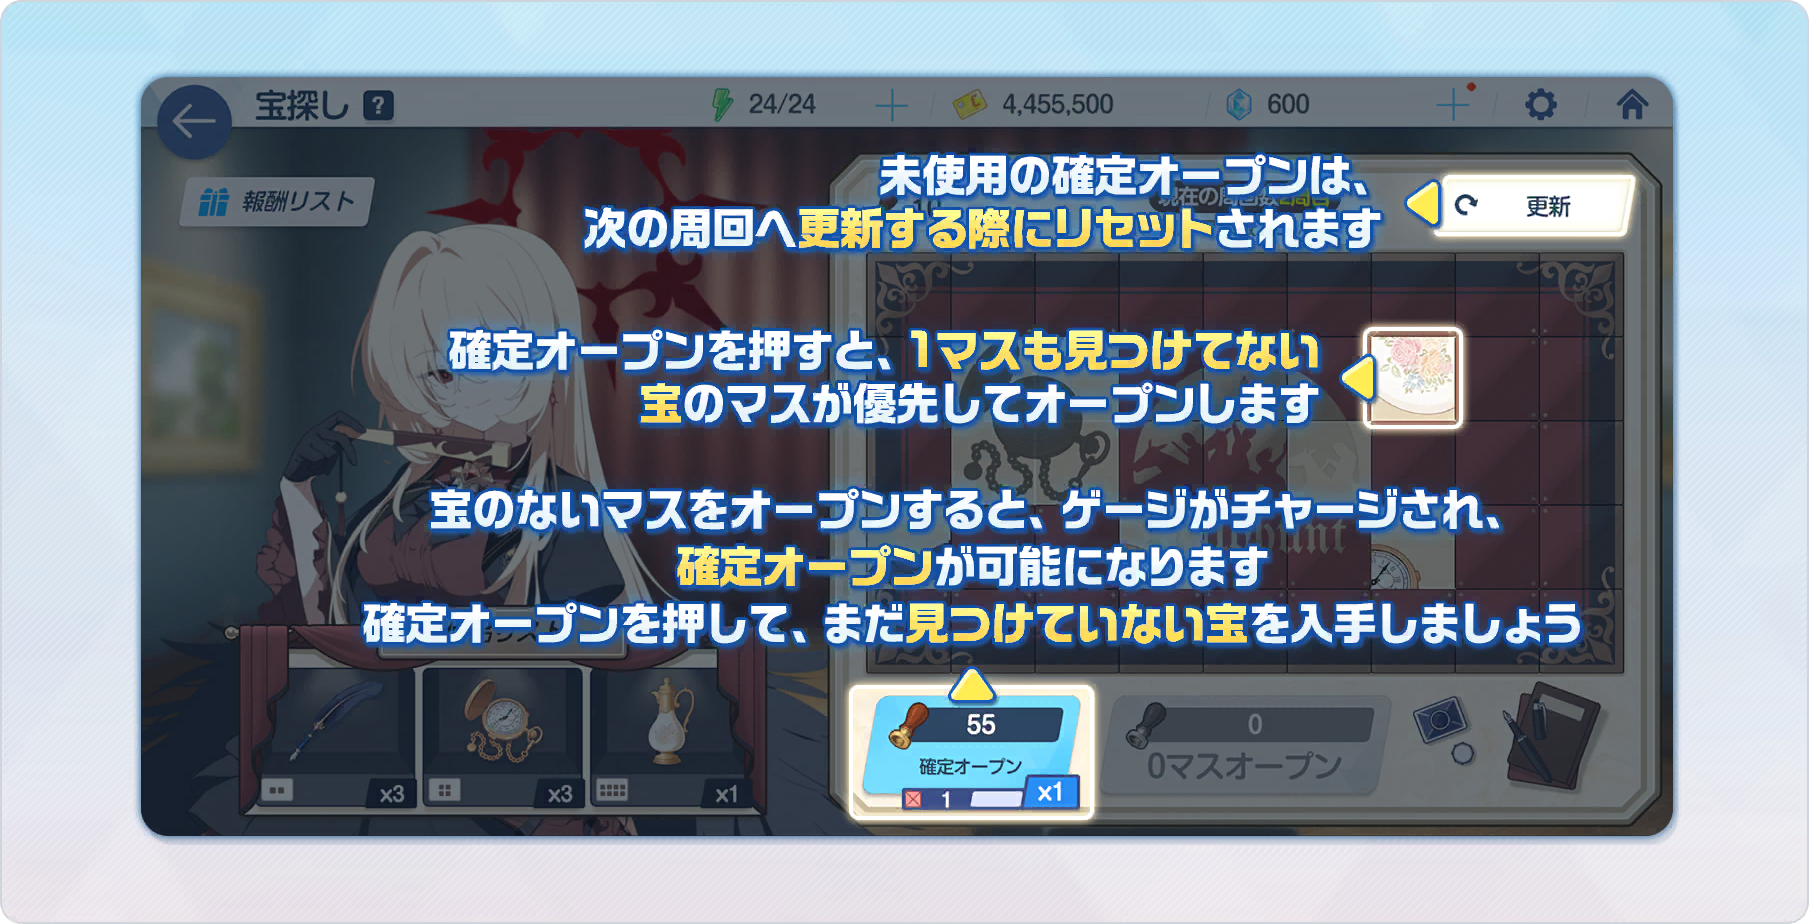 宝探し ?
24/24
4,455,500
600
報酬リスト
更新
未使用の確定オープンは、
次の周回へ更新する際にリセットされます
確定オープンを押すと、1マスも見つけてない
宝のマスが優先してオープンします
宝のないマスをオープンすると、ゲージがチャージされ、
確定オープンが可能になります
確定オープンを押して、まだ見つけていない宝を入手しましょう
x3
x3
x1
55
確定オープン
1
x1
0
0マスオープン